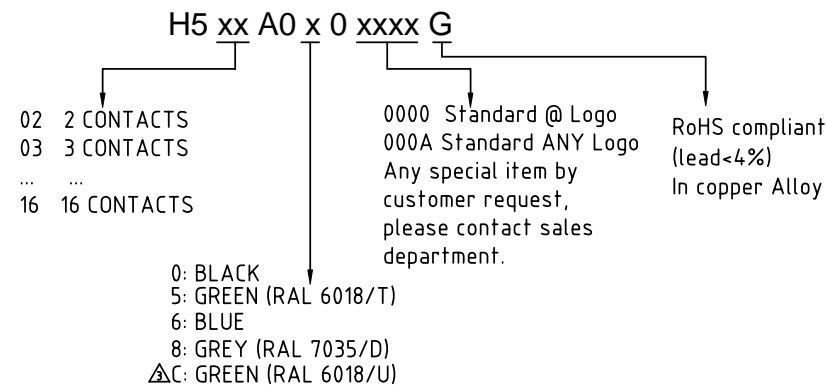 H5 xx A0 x 0 xxxx G
02 2 CONTACTS
03 3 CONTACTS
... ...
16 16 CONTACTS
0000 Standard @ Logo
000A Standard ANY Logo
Any special item by
customer request,
please contact sales
department.
RoHS compliant
(lead<4%)
In copper Alloy
0: BLACK
5: GREEN (RAL 6018/T)
6: BLUE
8: GREY (RAL 7035/D)
3 C: GREEN (RAL 6018/U)